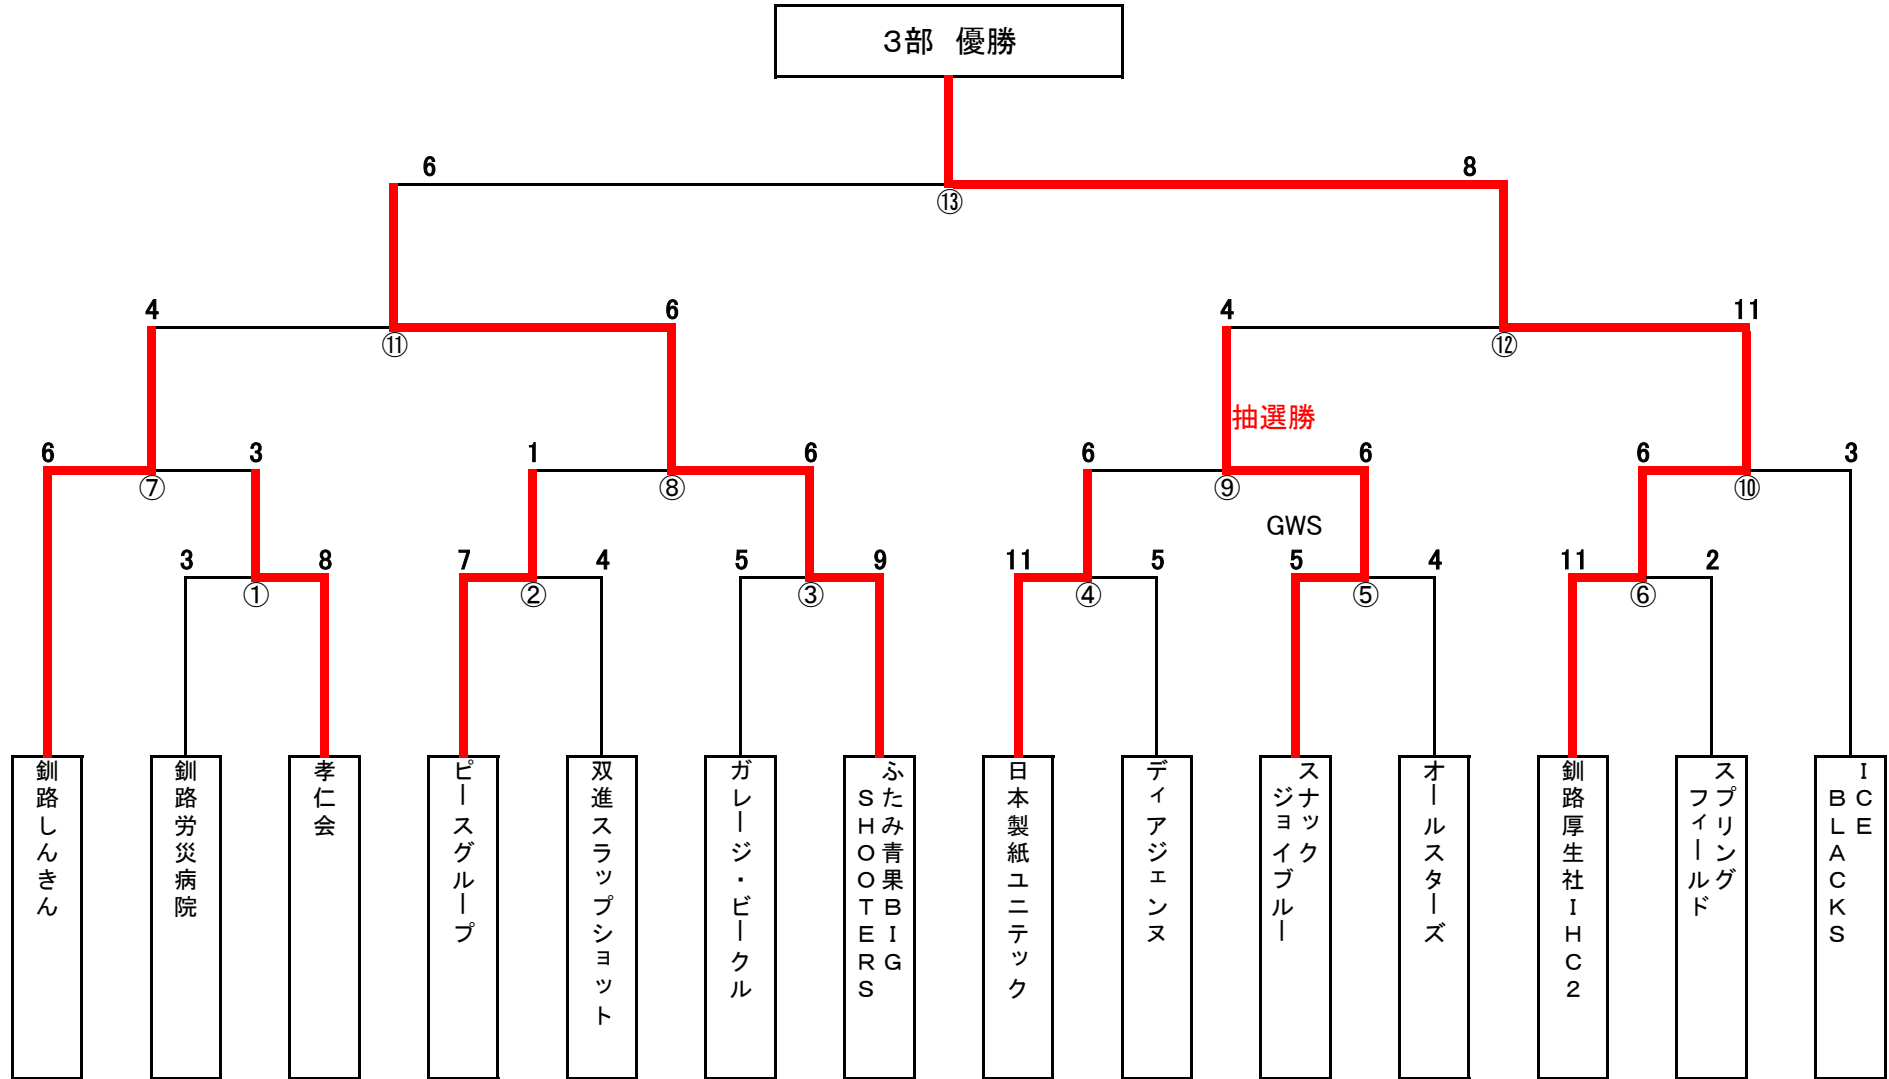 3部 優勝
6
8
⑬
4
6
4
11
⑪
⑫
抽選勝
6
3
1
6
6
6
6
3
⑦
⑧
⑨
⑩
GWS
3
8
7
4
5
9
11
5
5
4
11
2
①
②
③
④
⑤
⑥
釧路しんきん
釧路労災病院
孝仁会
ピースグループ
双進スラップショット
ガレージ・ビークル
ふたみ青果BIG
SHOOTERS
日本製紙ユニテック
ディアジェンヌ
スナック
ジョイブルー
オールスターズ
釧路厚生社IHC2
スプリング
フィールド
ICE
BLACKS